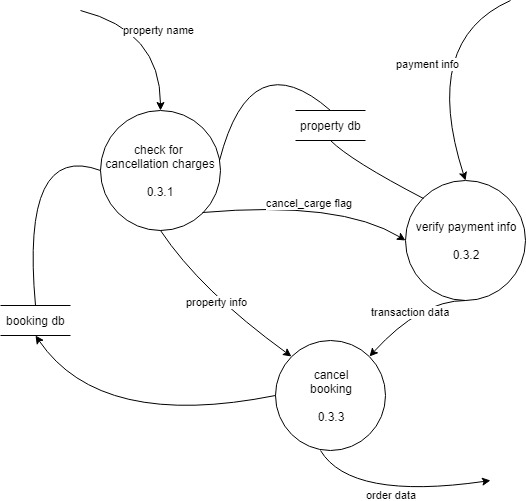 property name
payment info
property db
check for
cancellation charges
0.3.1
cancel_carge flag
verify payment info
0.3.2
property info
transaction data
booking db
cancel
booking
0.3.3
order data